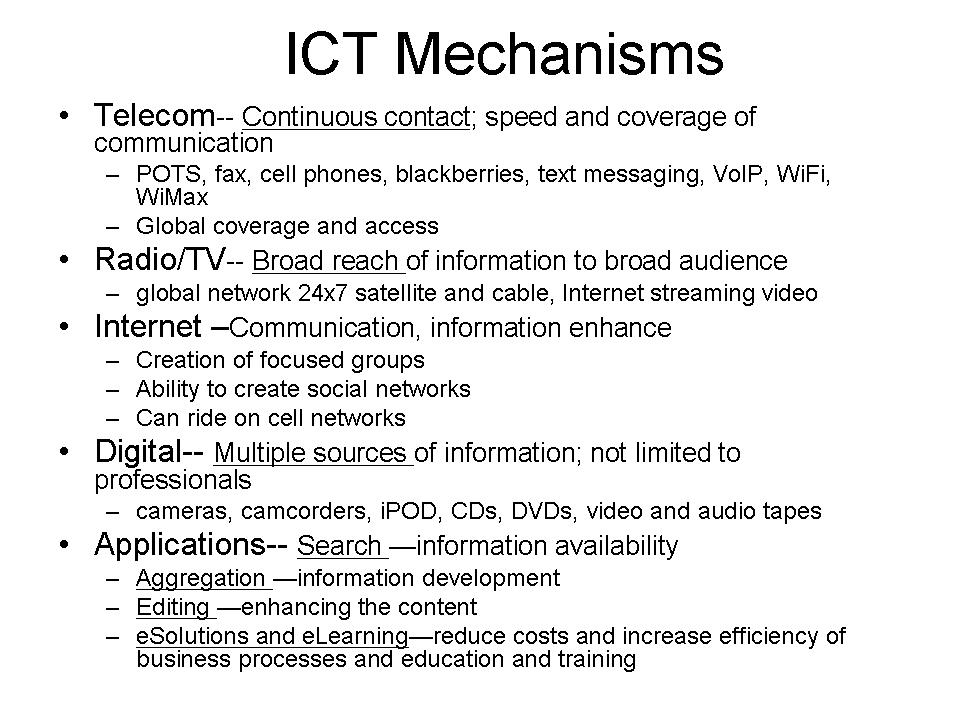 ICT Mechanisms
• Telecom-- Continuous contact; speed and coverage of
communication
– POTS, fax, cell phones, blackberries, text messaging, VoIP, WiFi,
WiMax
– Global coverage and access
• Radio/TV-- Broad reach of information to broad audience
– global network 24x7 satellite and cable, Internet streaming video
• Internet –Communication, information enhance
– Creation of focused groups
– Ability to create social networks
– Can ride on cell networks
• Digital-- Multiple sources of information; not limited to
professionals
– cameras, camcorders, iPOD, CDs, DVDs, video and audio tapes
• Applications-- Search —information availability
– Aggregation —information development
– Editing —enhancing the content
– eSolutions and eLearning—reduce costs and increase efficiency of
business processes and education and training